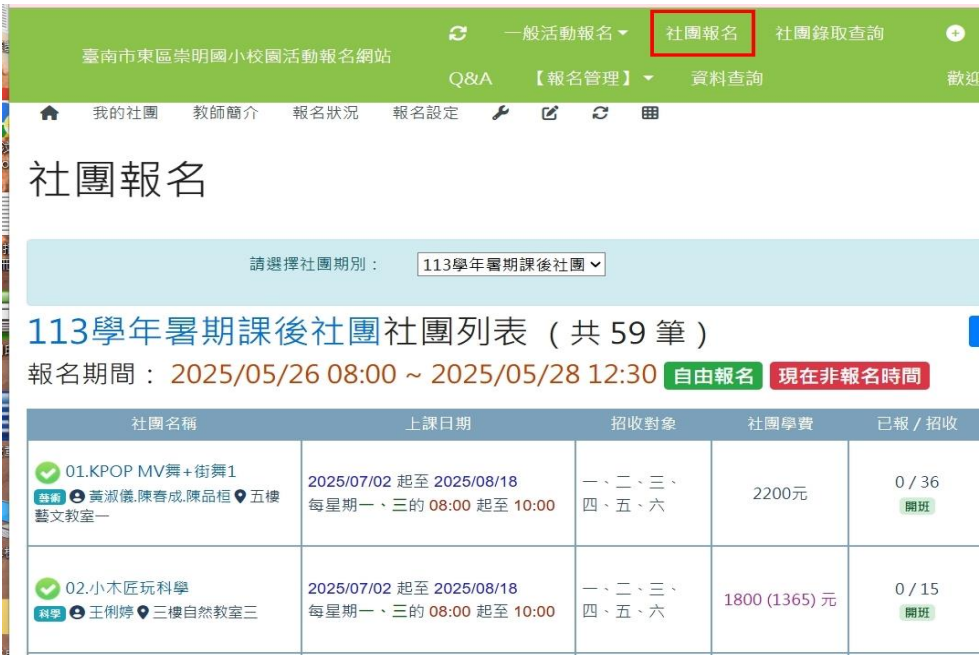 臺南市東區崇明國小校園活動報名網站
一般活動報名 社團報名 社團錄取查詢
Q&A 【報名管理】 資料查詢 歡迎
我的社團 教師簡介 報名狀況 報名設定
社團報名
請選擇社團期別： 113學年暑期課後社團
113學年暑期課後社團社團列表 ( 共 59 筆 )
報名期間： 2025/05/26 08:00 ~ 2025/05/28 12:30 自由報名 現在非報名時間
社團名稱 上課日期 招收對象 社團學費 已報 / 招收
01.KPOP MV舞+街舞1
藝術 黃淑儀.陳春成.陳品桓 五樓
藝文教室一
2025/07/02 起至 2025/08/18
每星期一、三的 08:00 起至 10:00
一、二、三、
四、五、六
2200元
0 / 36
開班
02.小木匠玩科學
科學 王俐婷 三樓自然教室三
2025/07/02 起至 2025/08/18
每星期一、三的 08:00 起至 10:00
一、二、三、
四、五、六
1800 (1365) 元
0 / 15
開班